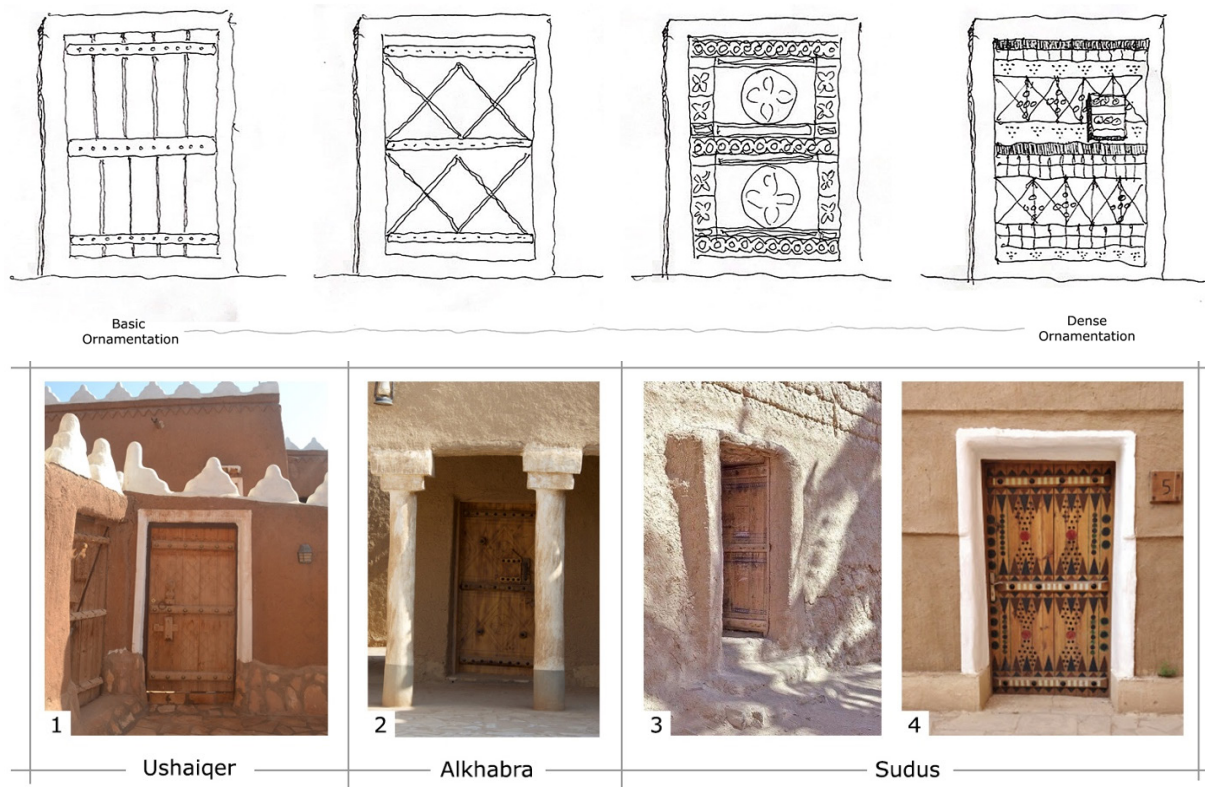 Basic
Ornamentation
Dense
Ornamentation
5
1
2
3
4
Ushaiqer
Alkhabra
Sudus